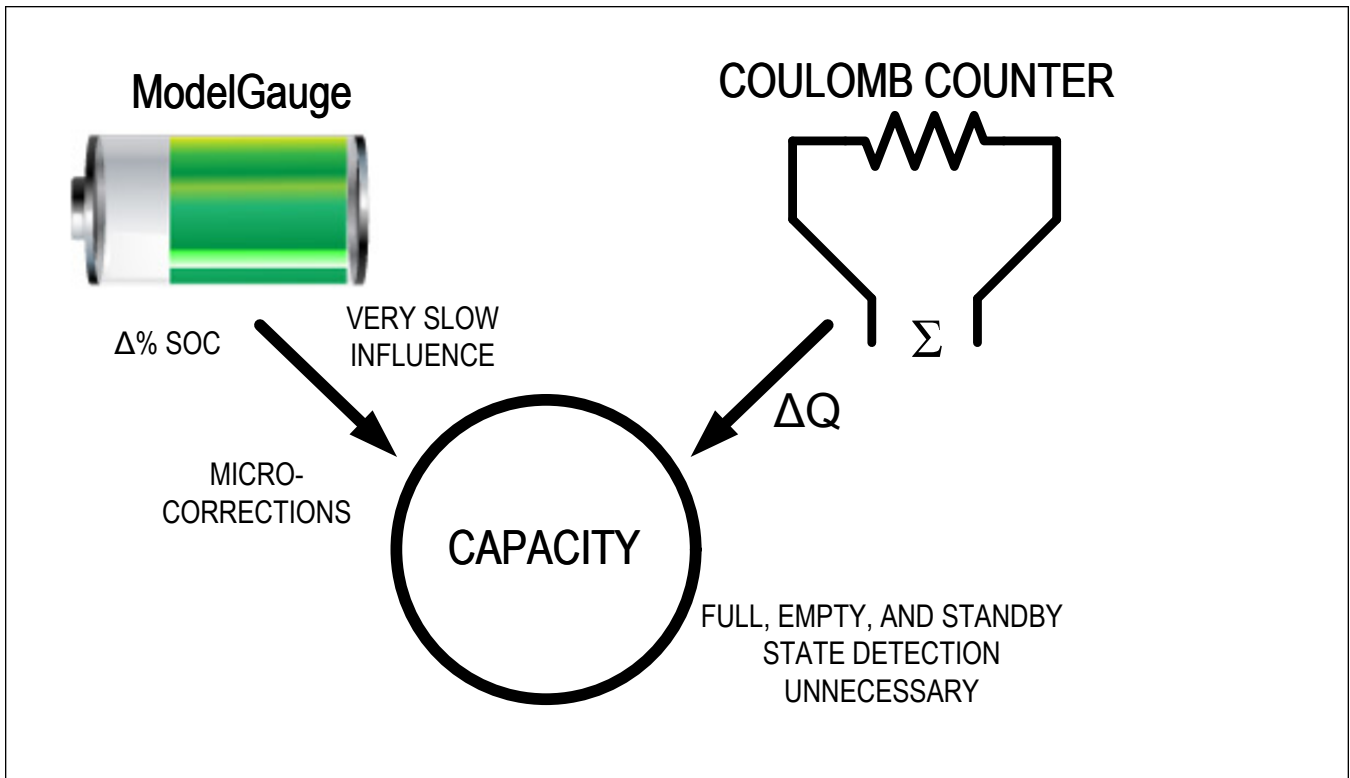 ModelGauge
COULOMB COUNTER
Δ% SOC
VERY SLOW
INFLUENCE
Σ
ΔQ
MICRO-
CORRECTIONS
CAPACITY
FULL, EMPTY, AND STANDBY
STATE DETECTION
UNNECESSARY